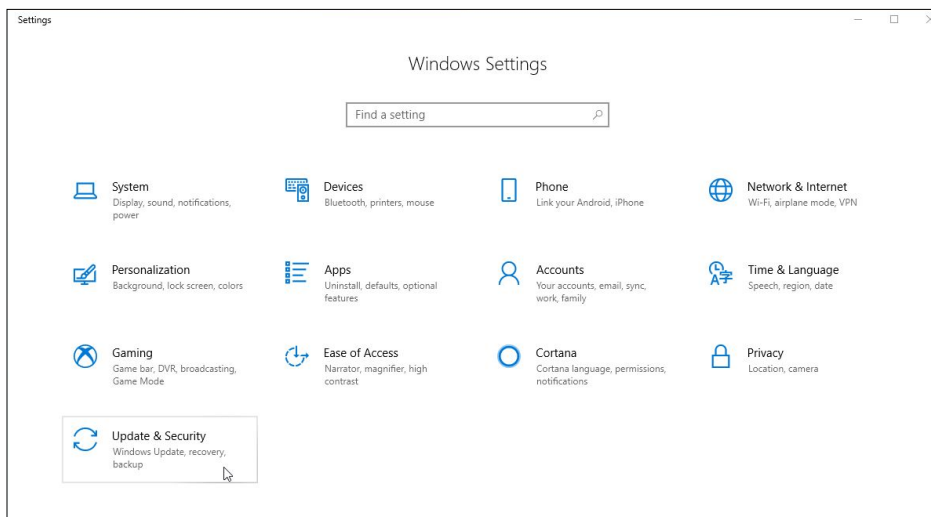 Settings
Windows Settings
Find a setting
System
Display, sound, notifications,
power
Devices
Bluetooth, printers, mouse
Phone
Link your Android, iPhone
Network & Internet
Wi-Fi, airplane mode, VPN
Personalization
Background, lock screen, colors
Apps
Uninstall, defaults, optional
features
Accounts
Your accounts, email, sync,
work, family
Time & Language
Speech, region, date
Gaming
Game bar, DVR, broadcasting,
Game Mode
Ease of Access
Narrator, magnifier, high
contrast
Cortana
Cortana language, permissions,
notifications
Privacy
Location, camera
Update & Security
Windows Update, recovery,
backup